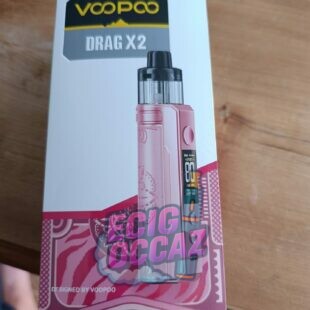 VOOPOO
DRAG X2
ECIG
OCCAZ
DESIGNED BY VOOPOO